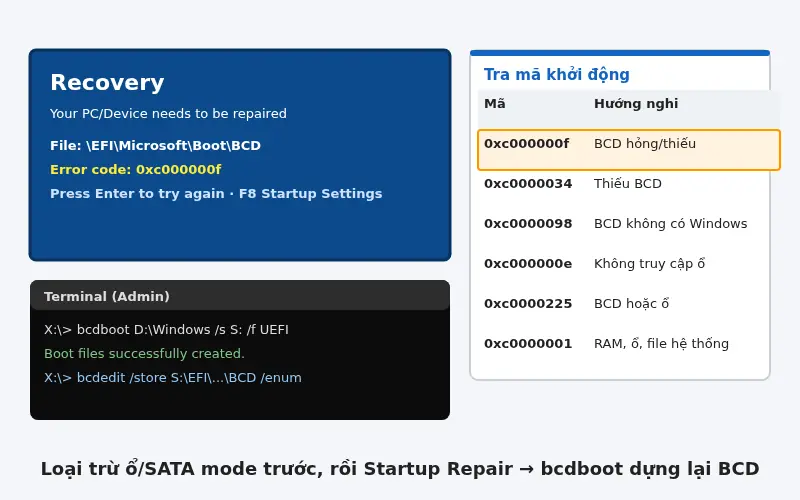 Recovery
Your PC/Device needs to be repaired
File: \EFI\Microsoft\Boot\BCD
Error code: 0xc000000f
Press Enter to try again · F8 Startup Settings
Terminal (Admin)
X:\> bcdboot D:\Windows /s S: /f UEFI
Boot files successfully created.
X:\> bcdedit /store S:\EFI\...\BCD /enum
Tra mã khởi động
Mã Hướng nghi
0xc000000f BCD hỏng/thiếu
0xc0000034 Thiếu BCD
0xc0000098 BCD không có Windows
0xc000000e Không truy cập ổ
0xc0000225 BCD hoặc ổ
0xc0000001 RAM, ổ, file hệ thống
Loại trừ ổ/SATA mode trước, rồi Startup Repair → bcdboot dựng lại BCD